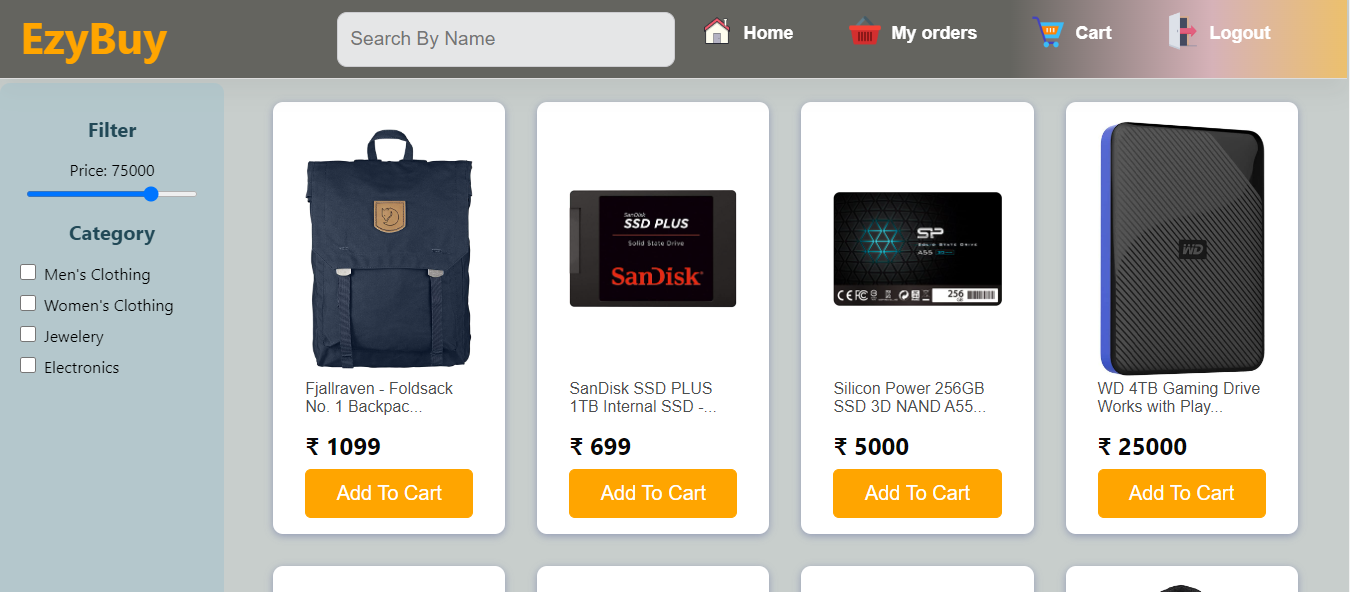 EzyBuy
Search By Name
Home
My orders
Cart
Logout
Filter
Price: 75000
Category
Men's Clothing
Women's Clothing
Jewelery
Electronics
Fjallraven - Foldsack
No. 1 Backpac...
₹ 1099
Add To Cart
SanDisk
SSD PLUS
Solid State Drive
SanDisk
SanDisk SSD PLUS
1TB Internal SSD -...
₹ 699
Add To Cart
SP
SOLID STATE DRIVE
A55
256
Silicon Power 256GB
SSD 3D NAND A55...
₹ 5000
Add To Cart
WD
WD 4TB Gaming Drive
Works with Play...
₹ 25000
Add To Cart